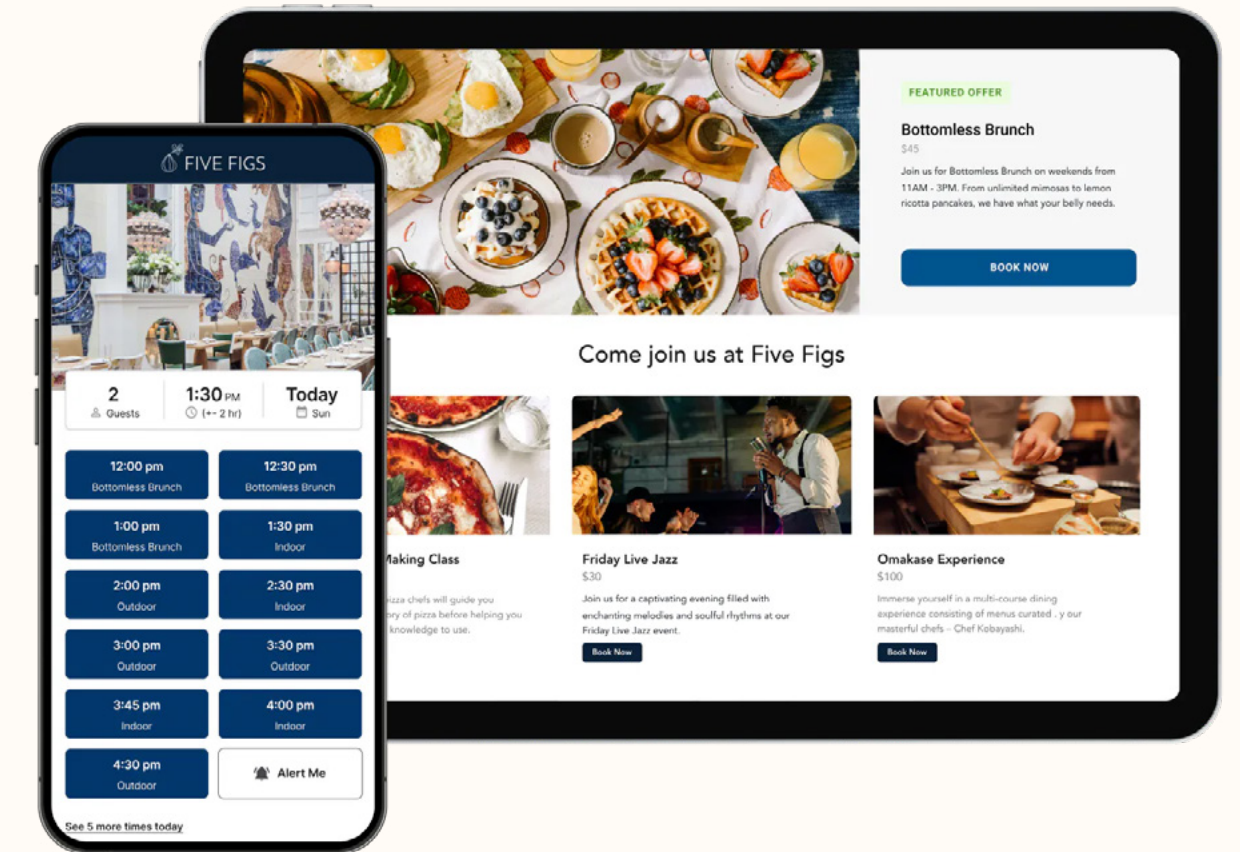 FIVE FIGS
2
Guests
1:30 PM
(+- 2 hr)
Today
Sun
12:00 pm
Bottomless Brunch
12:30 pm
Bottomless Brunch
1:00 pm
Bottomless Brunch
1:30 pm
Indoor
2:00 pm
Outdoor
2:30 pm
Indoor
3:00 pm
Outdoor
3:30 pm
Outdoor
3:45 pm
Indoor
4:00 pm
Indoor
4:30 pm
Outdoor
Alert Me
See 5 more times today
FEATURED OFFER
Bottomless Brunch
$45
Join us for Bottomless Brunch on weekends from
11AM - 3PM. From unlimited mimosas to lemon
ricotta pancakes, we have what your belly needs.
BOOK NOW
Come join us at Five Figs
Making Class
pizza chefs will guide you
ory of pizza before helping you
knowledge to use.
Friday Live Jazz
$30
Join us for a captivating evening filled with
enchanting melodies and soulful rhythms at our
Friday Live Jazz event.
Book Now
Omakase Experience
$100
Immerse yourself in a multi-course dining
experience consisting of menus curated . y our
masterful chefs – Chef Kobayashi.
Book Now